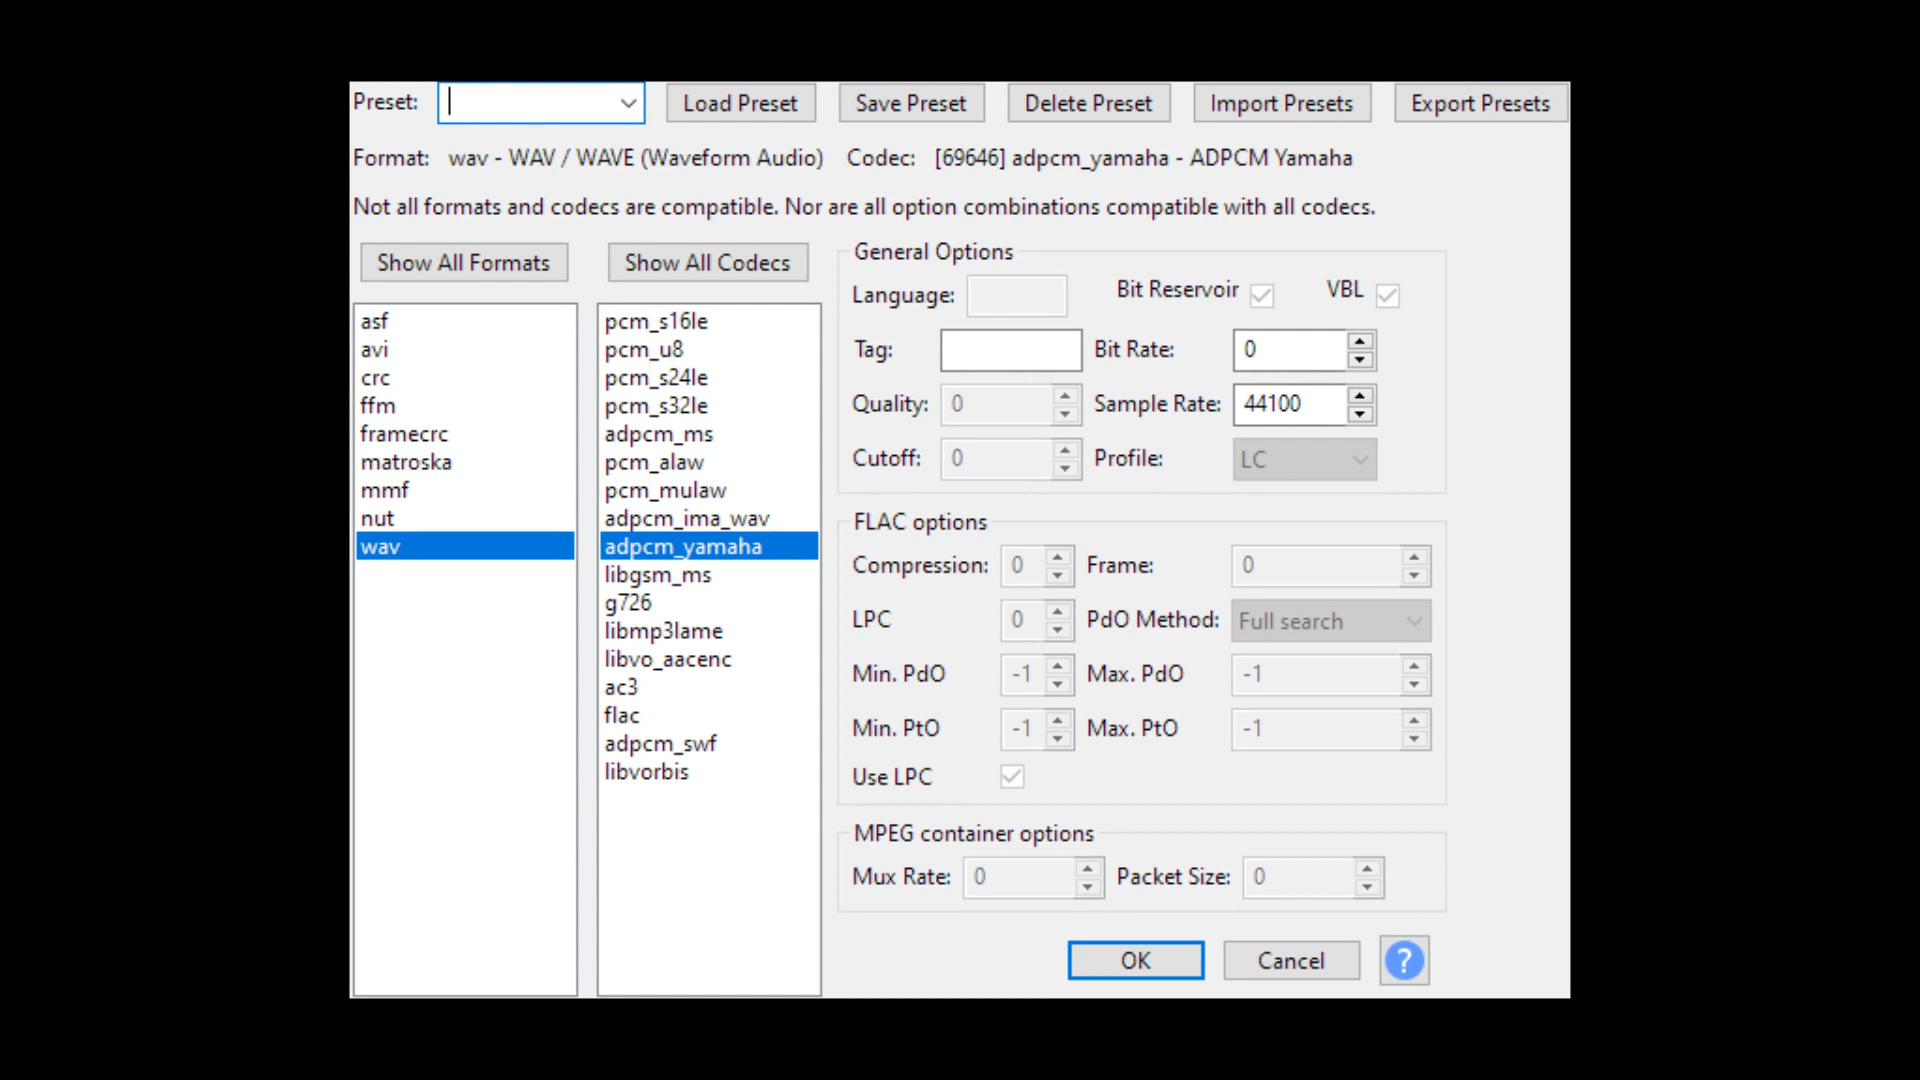 Preset: Load Preset Save Preset Delete Preset Import Presets Export Presets
Format: wav - WAV / WAVE (Waveform Audio) Codec: [69646] adpcm_yamaha - ADPCM Yamaha
Not all formats and codecs are compatible. Nor are all option combinations compatible with all codecs.
Show All Formats
asf
avi
crc
ffm
framecrc
matroska
mmf
nut
wav
Show All Codecs
pcm_s16le
pcm_u8
pcm_s24le
pcm_s32le
adpcm_ms
pcm_alaw
pcm_mulaw
adpcm_ima_wav
adpcm_yamaha
libgsm_ms
g726
libmp3lame
libvo_aacenc
ac3
flac
adpcm_swf
libvorbis
General Options
Language: Bit Reservoir VBL
Tag: Bit Rate: 0
Quality: 0 Sample Rate: 44100
Cutoff: 0 Profile: LC
FLAC options
Compression: 0 Frame: 0
LPC 0 PdO Method: Full search
Min. PdO -1 Max. PdO -1
Min. PtO -1 Max. PtO -1
Use LPC
MPEG container options
Mux Rate: 0 Packet Size: 0
OK Cancel ?